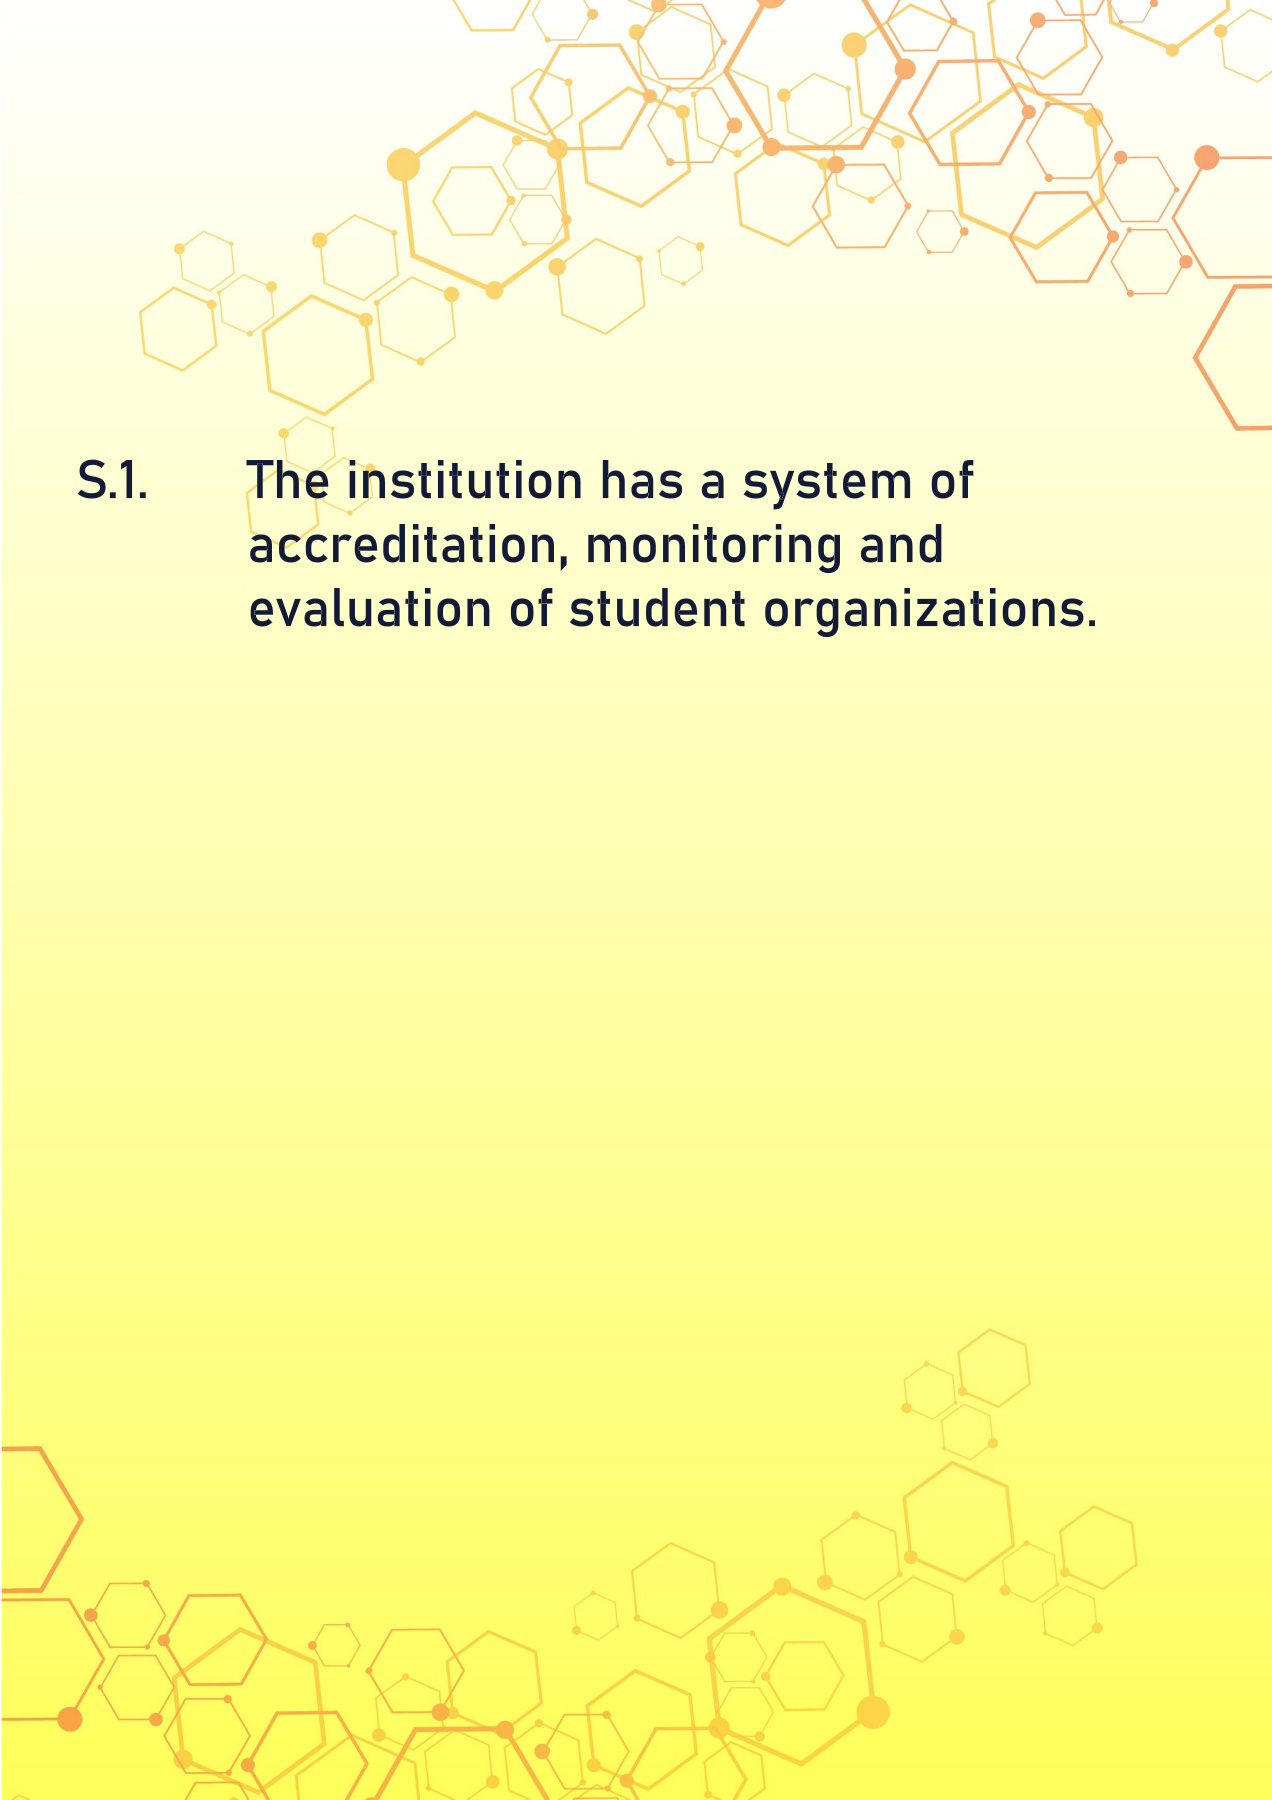 S.1. The institution has a system of
accreditation, monitoring and
evaluation of student organizations.